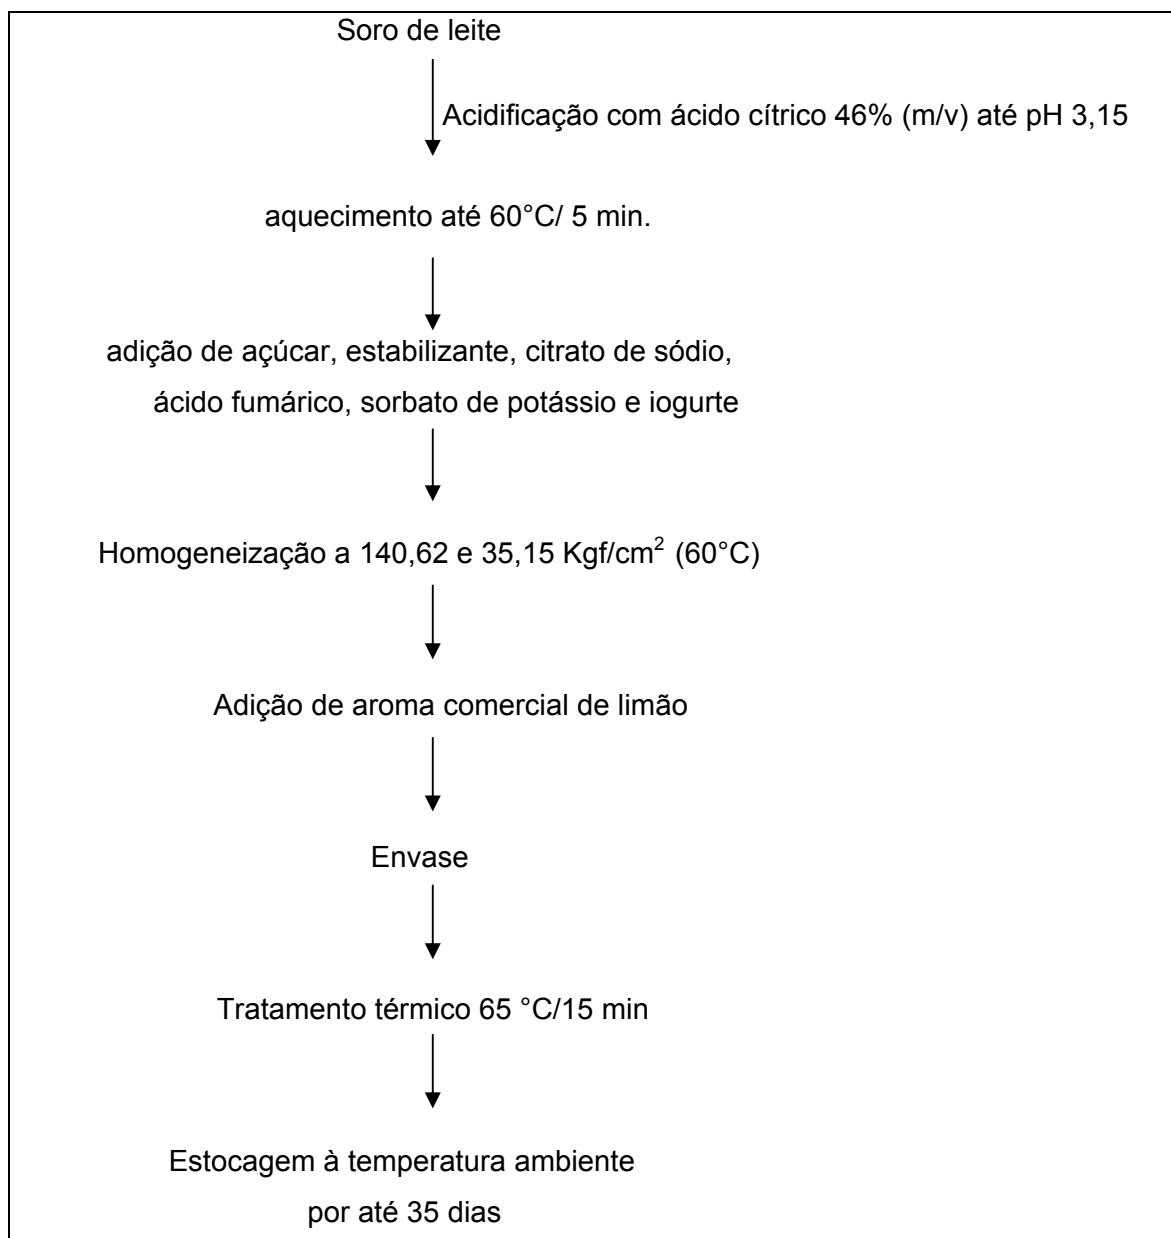 Soro de leite
Acidificação com ácido cítrico 46% (m/v) até pH 3,15
aquecimento até 60°C/ 5 min.
adição de açúcar, estabilizante, citrato de sódio,
ácido fumárico, sorbato de potássio e iogurte
Homogeneização a 140,62 e 35,15 Kgf/cm² (60°C)
Adição de aroma comercial de limão
Envase
Tratamento térmico 65 °C/15 min
Estocagem à temperatura ambiente
por até 35 dias